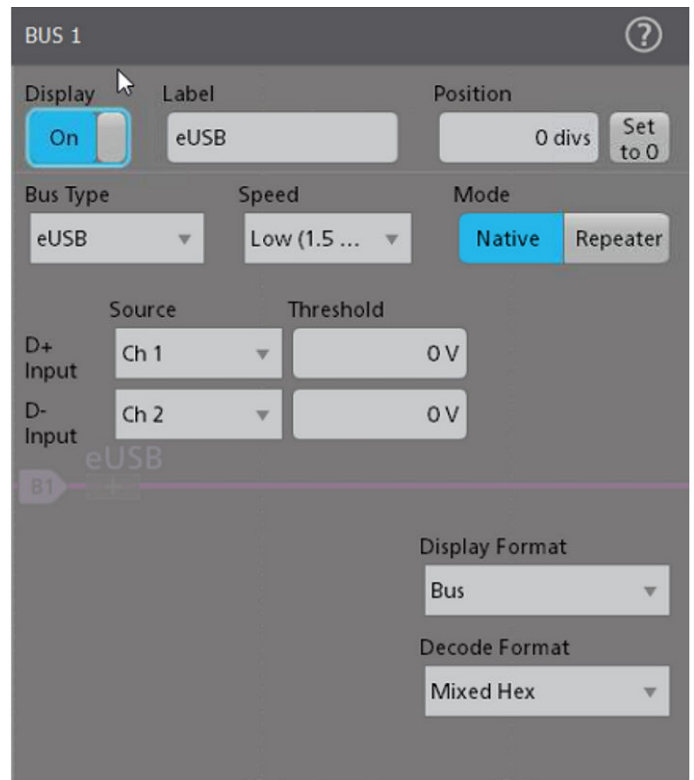 BUS 1
?
Display
Label
Position
On
eUSB
0 divs
Set
to 0
Bus Type
Speed
Mode
eUSB
Low (1.5 ...
Native
Repeater
Source
Threshold
D+
Input
Ch 1
0 V
D-
Input
Ch 2
0 V
eUSB
B1
+
Display Format
Bus
Decode Format
Mixed Hex